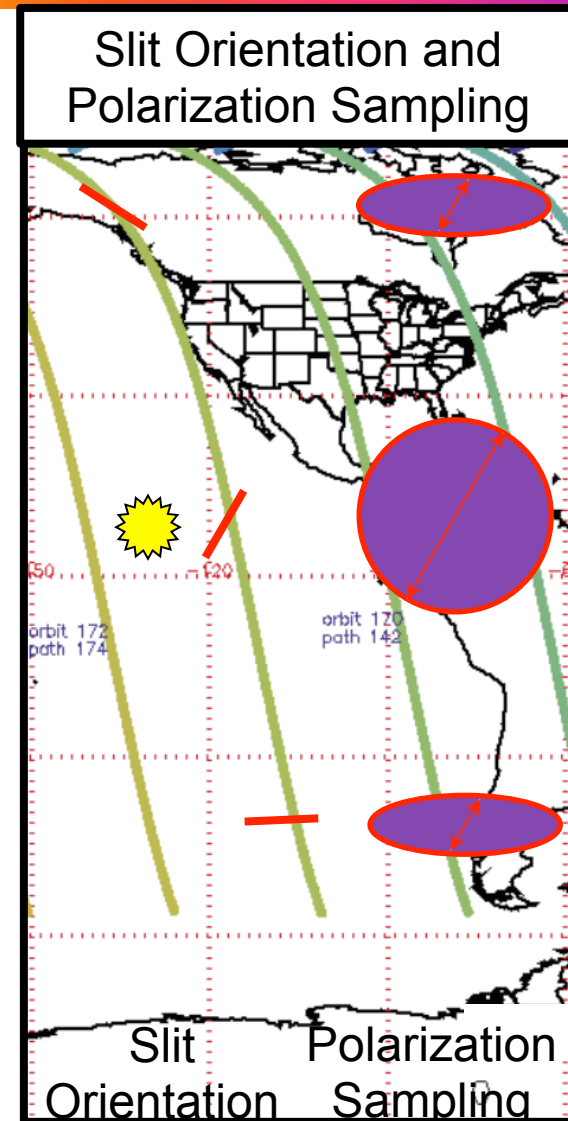 Slit Orientation and
Polarization Sampling
-120
orbit 172
path 174
orbit 170
path 142
Slit
Orientation
Polarization
Sampling